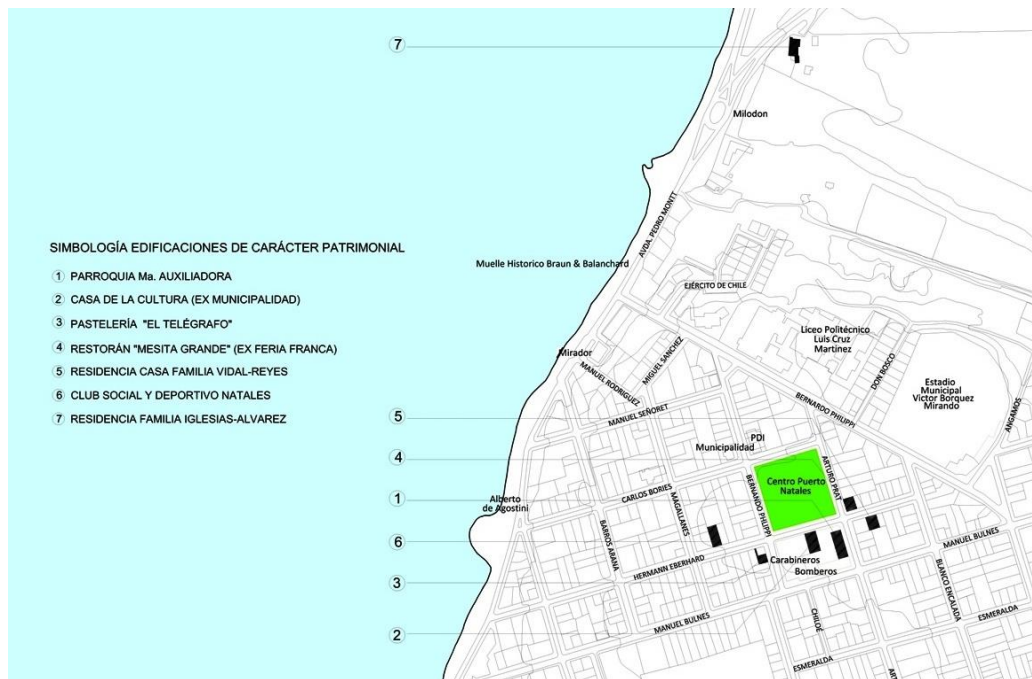 7
Milodon
AVDA. PEDRO MONTT
SIMBOLOGÍA EDIFICACIONES DE CARÁCTER PATRIMONIAL
1 PARROQUIA Ma. AUXILIADORA
2 CASA DE LA CULTURA (EX MUNICIPALIDAD)
3 PASTELERÍA "EL TELÉGRAFO"
4 RESTORÁN "MESITA GRANDE" (EX FERIA FRANCA)
5 RESIDENCIA CASA FAMILIA VIDAL-REYES
6 CLUB SOCIAL Y DEPORTIVO NATALES
7 RESIDENCIA FAMILIA IGLESIAS-ALVAREZ
Muelle Historico Braun & Balanchard
EJÉRCITO DE CHILE
Liceo Politécnico
Luis Cruz
Martínez
Mirador
MIGUEL SANCHEZ
MANUEL RODRIGUEZ
DON BOSCO
Estadio
Municipal
Victor Borquez
Mirando
ANGAMOS
5
MANUEL SEÑORET
BERNARDO PHILIPPI
4
PDI
Municipalidad
ARTURO PRAT
Centro Puerto
Natales
BERNANDO PHLIPPI
1
Alberto
de Agostini
CARLOS BORIES
MAGALLANES
BARROS ARANA
6
MANUEL BULNES
HERMANN EBERHARD
Carabineros
Bomberos
BLANCO ENCALADA
3
2
MANUEL BULNES
CHILOÉ
ESMERALDA
ESMERALDA